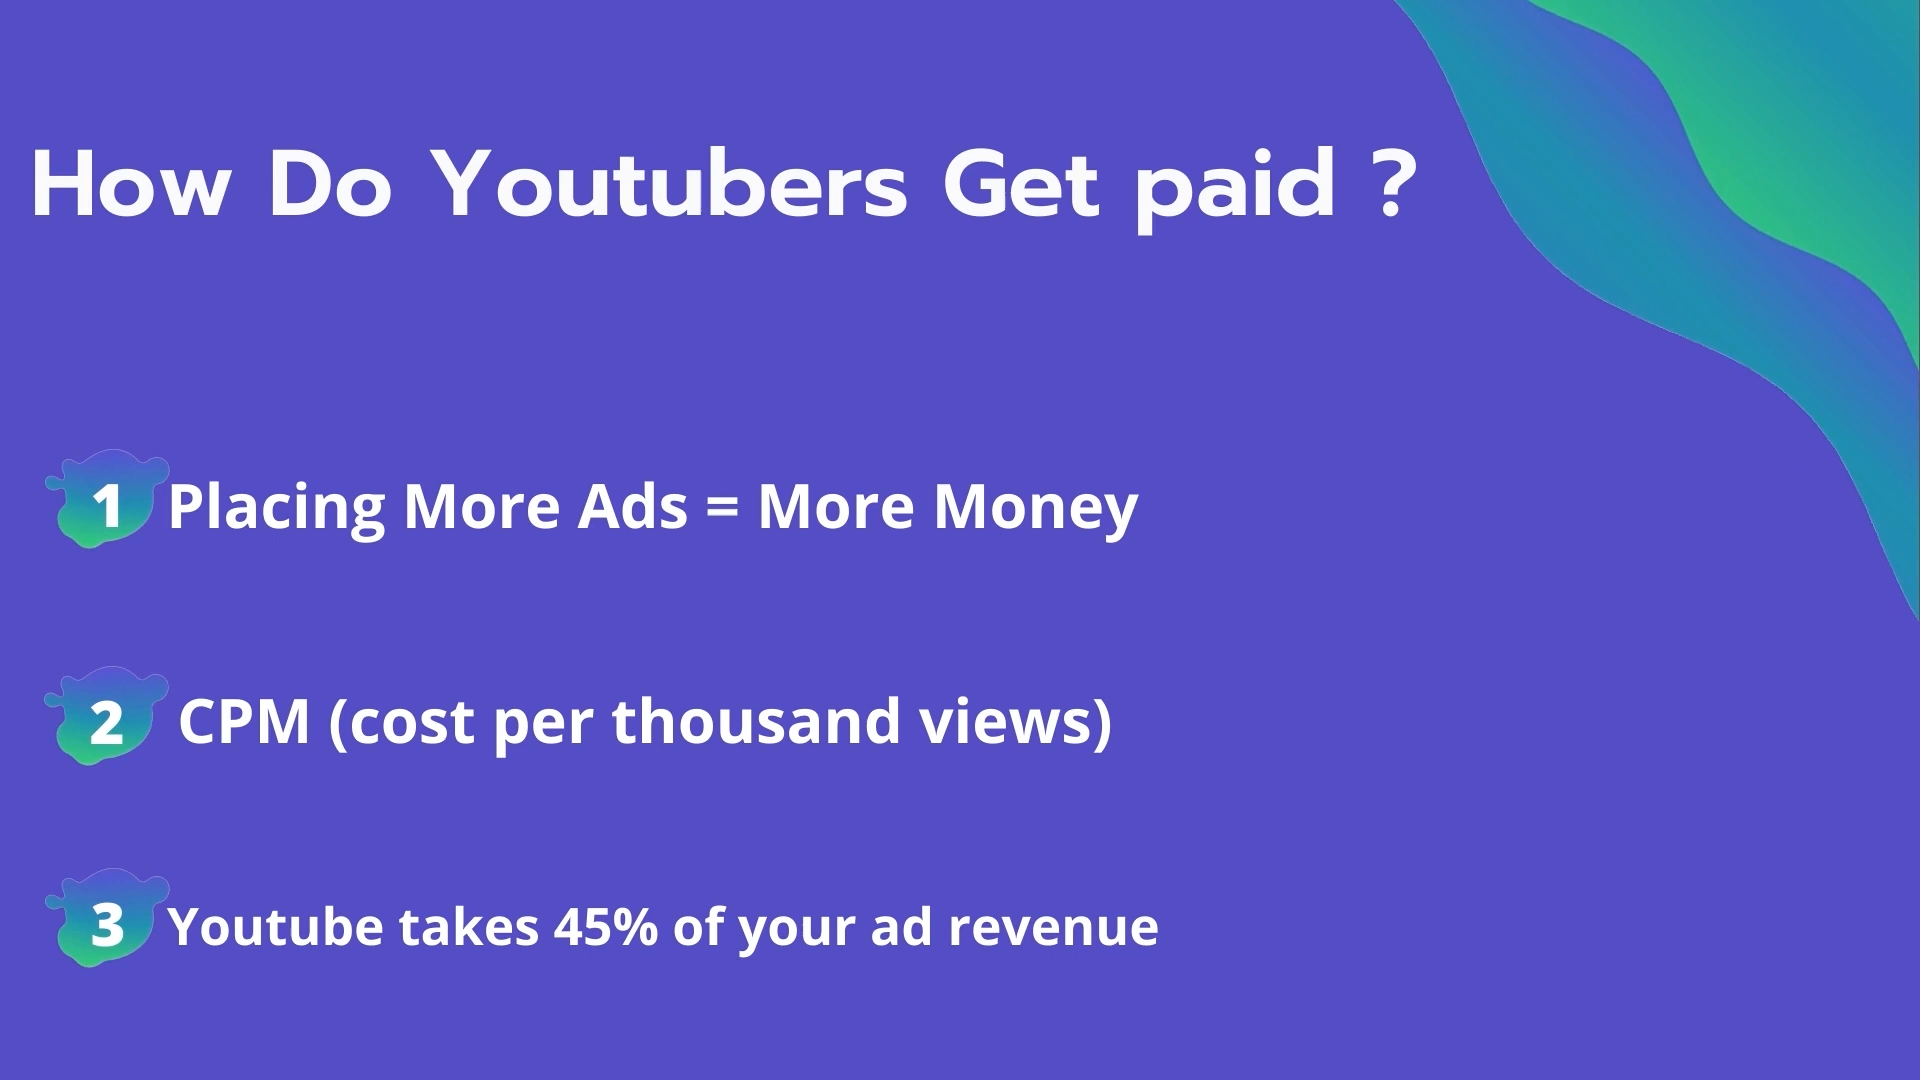 How Do Youtubers Get paid ?
1 Placing More Ads = More Money
2 CPM (cost per thousand views)
3 Youtube takes 45% of your ad revenue